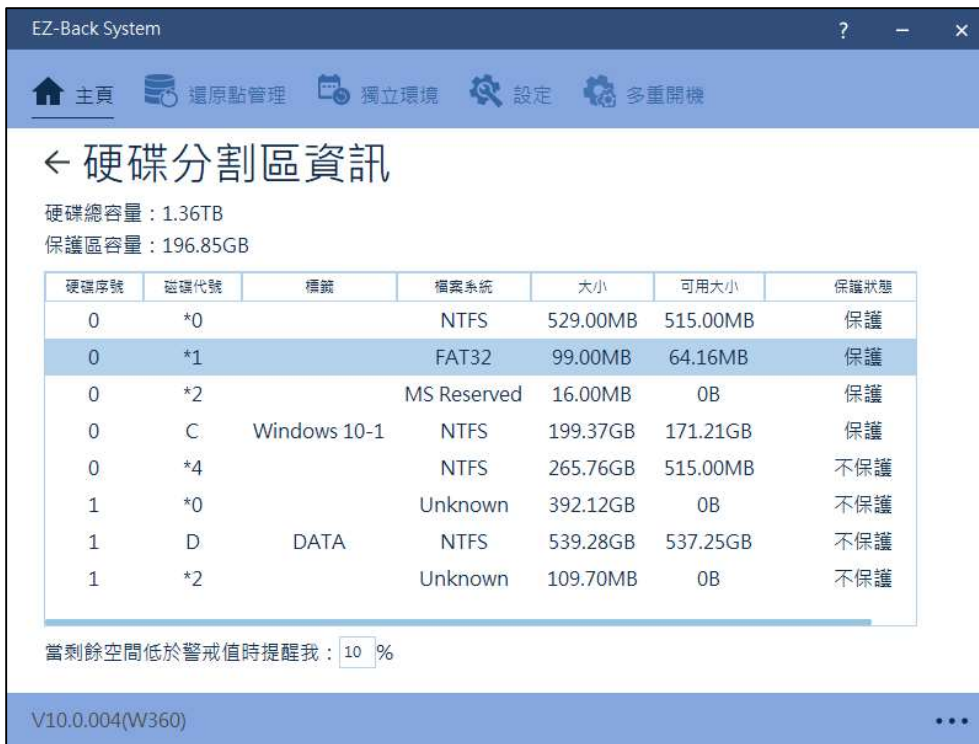 EZ-Back System ? − ×
主頁 還原點管理 獨立環境 設定 多重開機
←硬碟分割區資訊
硬碟總容量：1.36TB
保護區容量：196.85GB
硬碟序號 磁碟代號 標籤 檔案系統 大小 可用大小 保護狀態
0 *0 NTFS 529.00MB 515.00MB 保護
0 *1 FAT32 99.00MB 64.16MB 保護
0 *2 MS Reserved 16.00MB 0B 保護
0 C Windows 10-1 NTFS 199.37GB 171.21GB 保護
0 *4 NTFS 265.76GB 515.00MB 不保護
1 *0 Unknown 392.12GB 0B 不保護
1 D DATA NTFS 539.28GB 537.25GB 不保護
1 *2 Unknown 109.70MB 0B 不保護
當剩餘空間低於警戒值時提醒我：10 %
V10.0.004(W360) •••